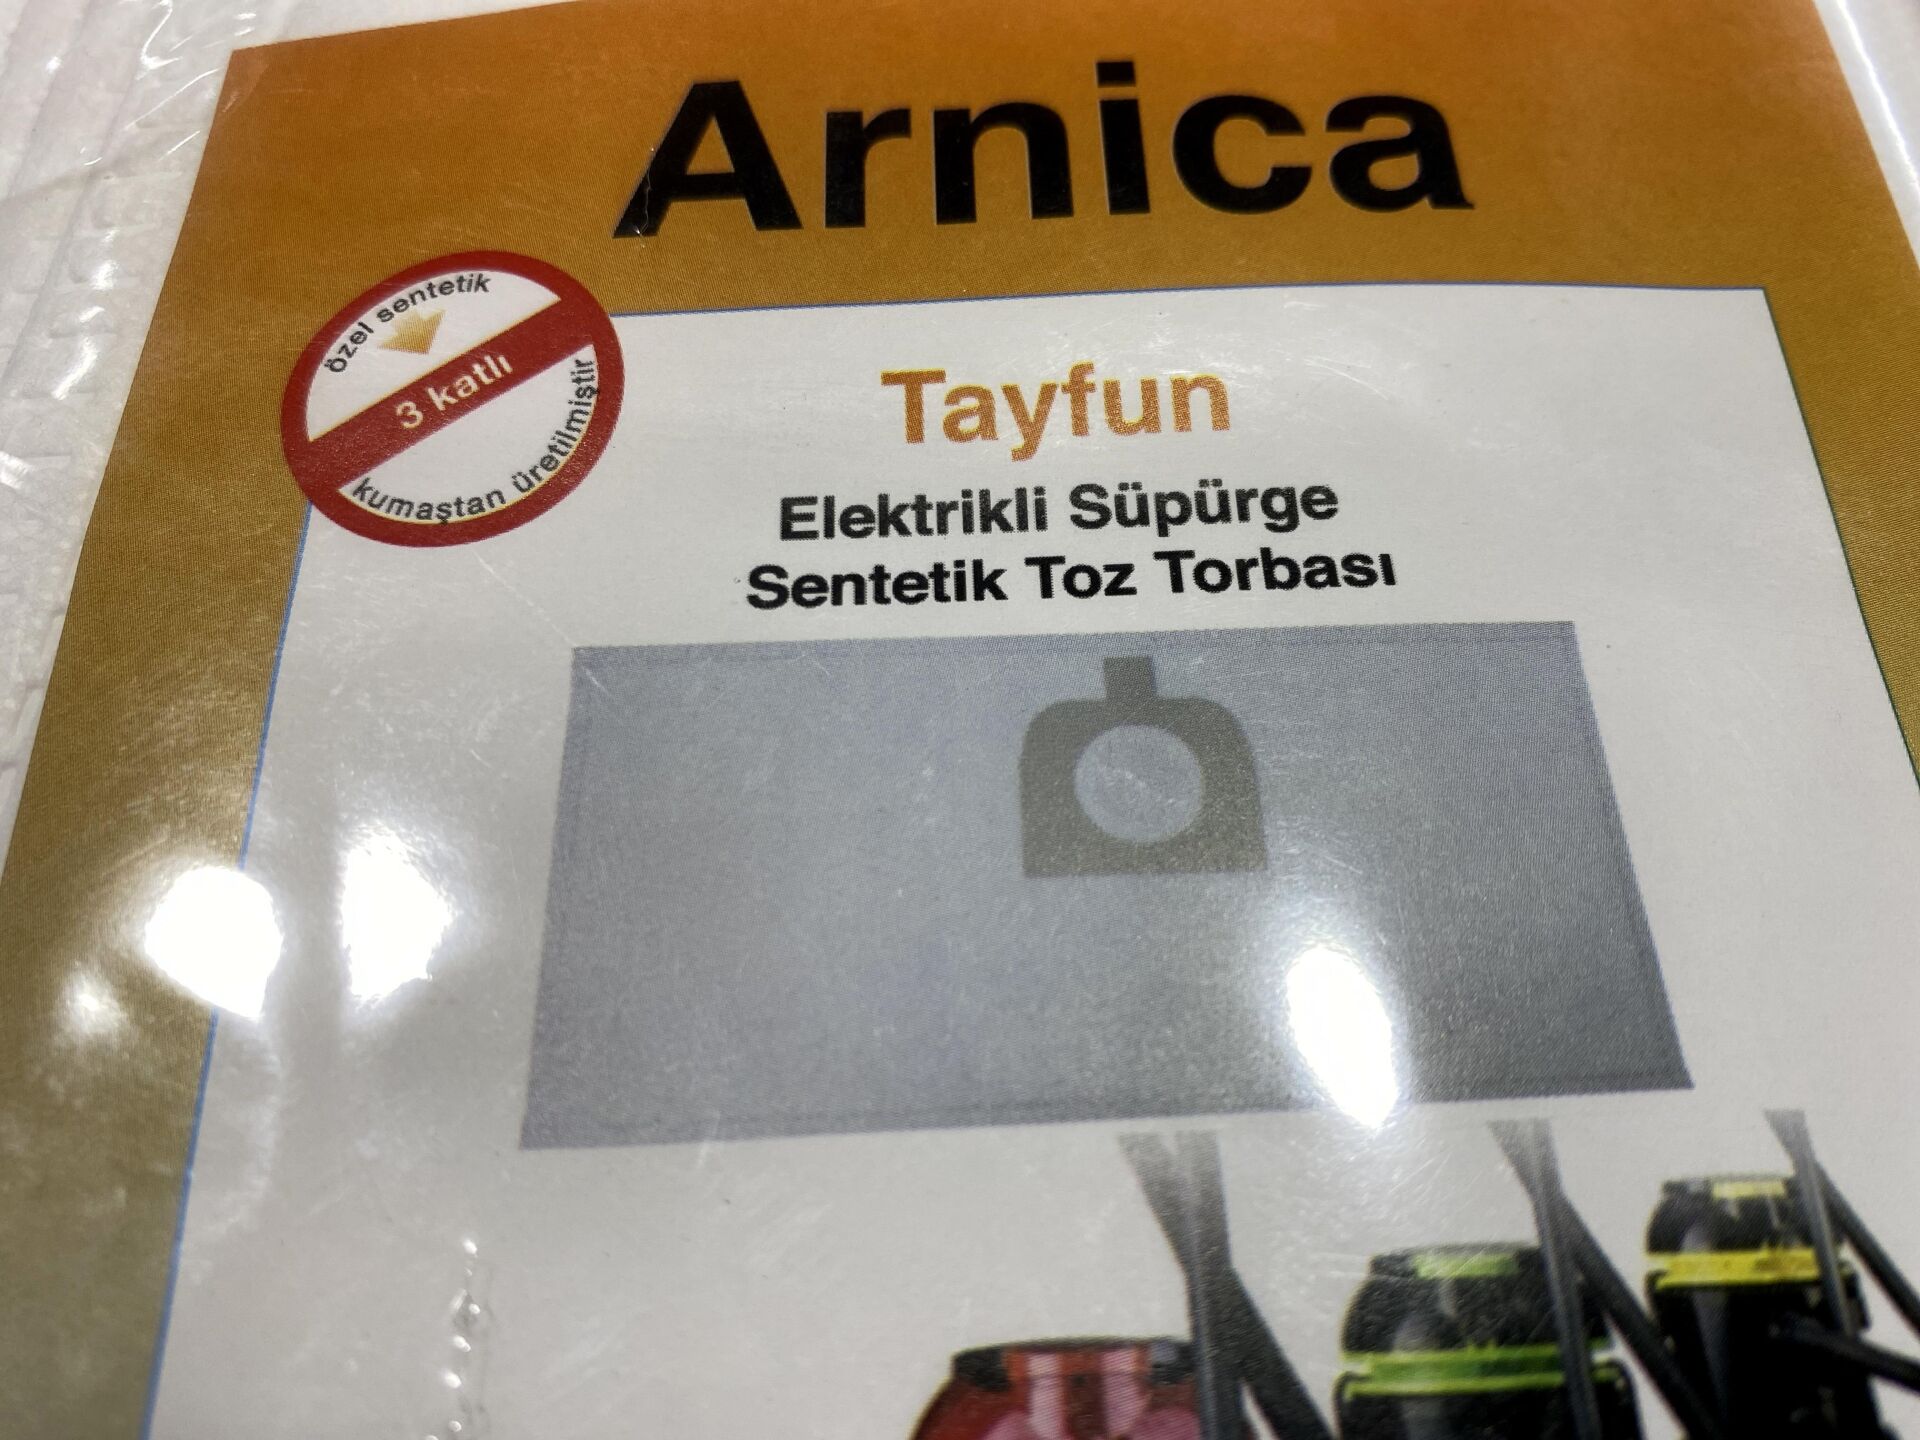 Arnica
özel sentetik
3 katlı
kumaştan üretilmiştir
Tayfun
Elektrikli Süpürge
Sentetik Toz Torbası